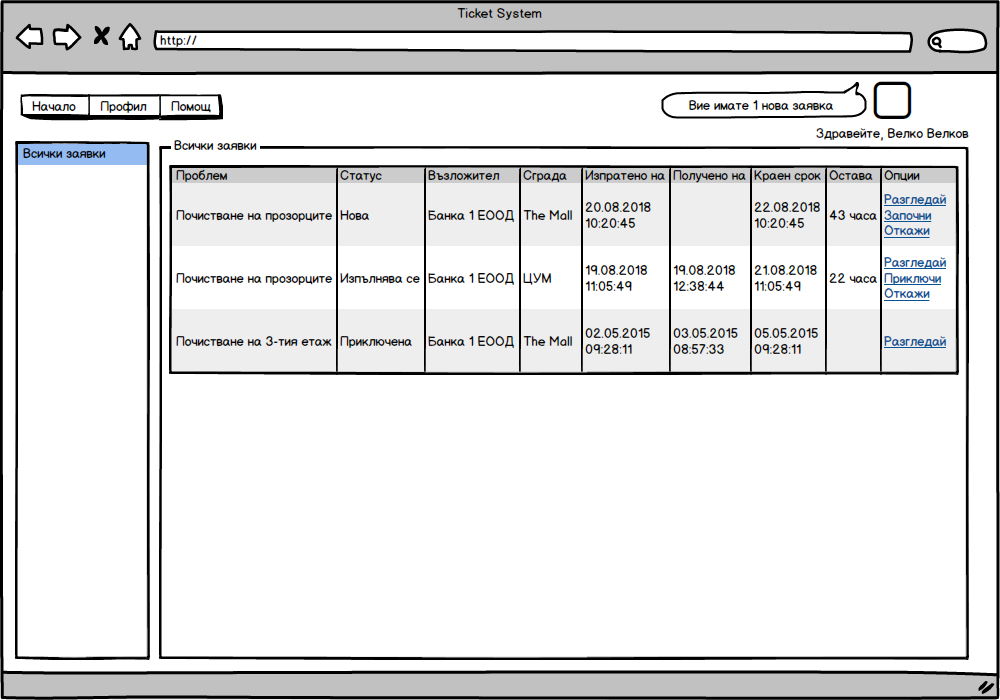 Ticket System
http://
Начало Профил Помощ
Вие имате 1 нова заявка
Здравейте, Велко Велков
Всички заявки
Всички заявки
Проблем Статус Възложител Сграда Изпратено на Получено на Краен срок Остава Опции
Почистване на прозорците Нова Банка 1 ЕООД The Mall 20.08.2018 10:20:45 22.08.2018 10:20:45 43 часа Разгледай Започни Откажи
Почистване на прозорците Изпълнява се Банка 1 ЕООД ЦУМ 19.08.2018 11:05:49 19.08.2018 12:38:44 21.08.2018 11:05:49 22 часа Разгледай Приключи Откажи
Почистване на 3-тия етаж Приключена Банка 1 ЕООД The Mall 02.05.2015 09:28:11 03.05.2015 08:57:33 05.05.2015 09:28:11 Разгледай